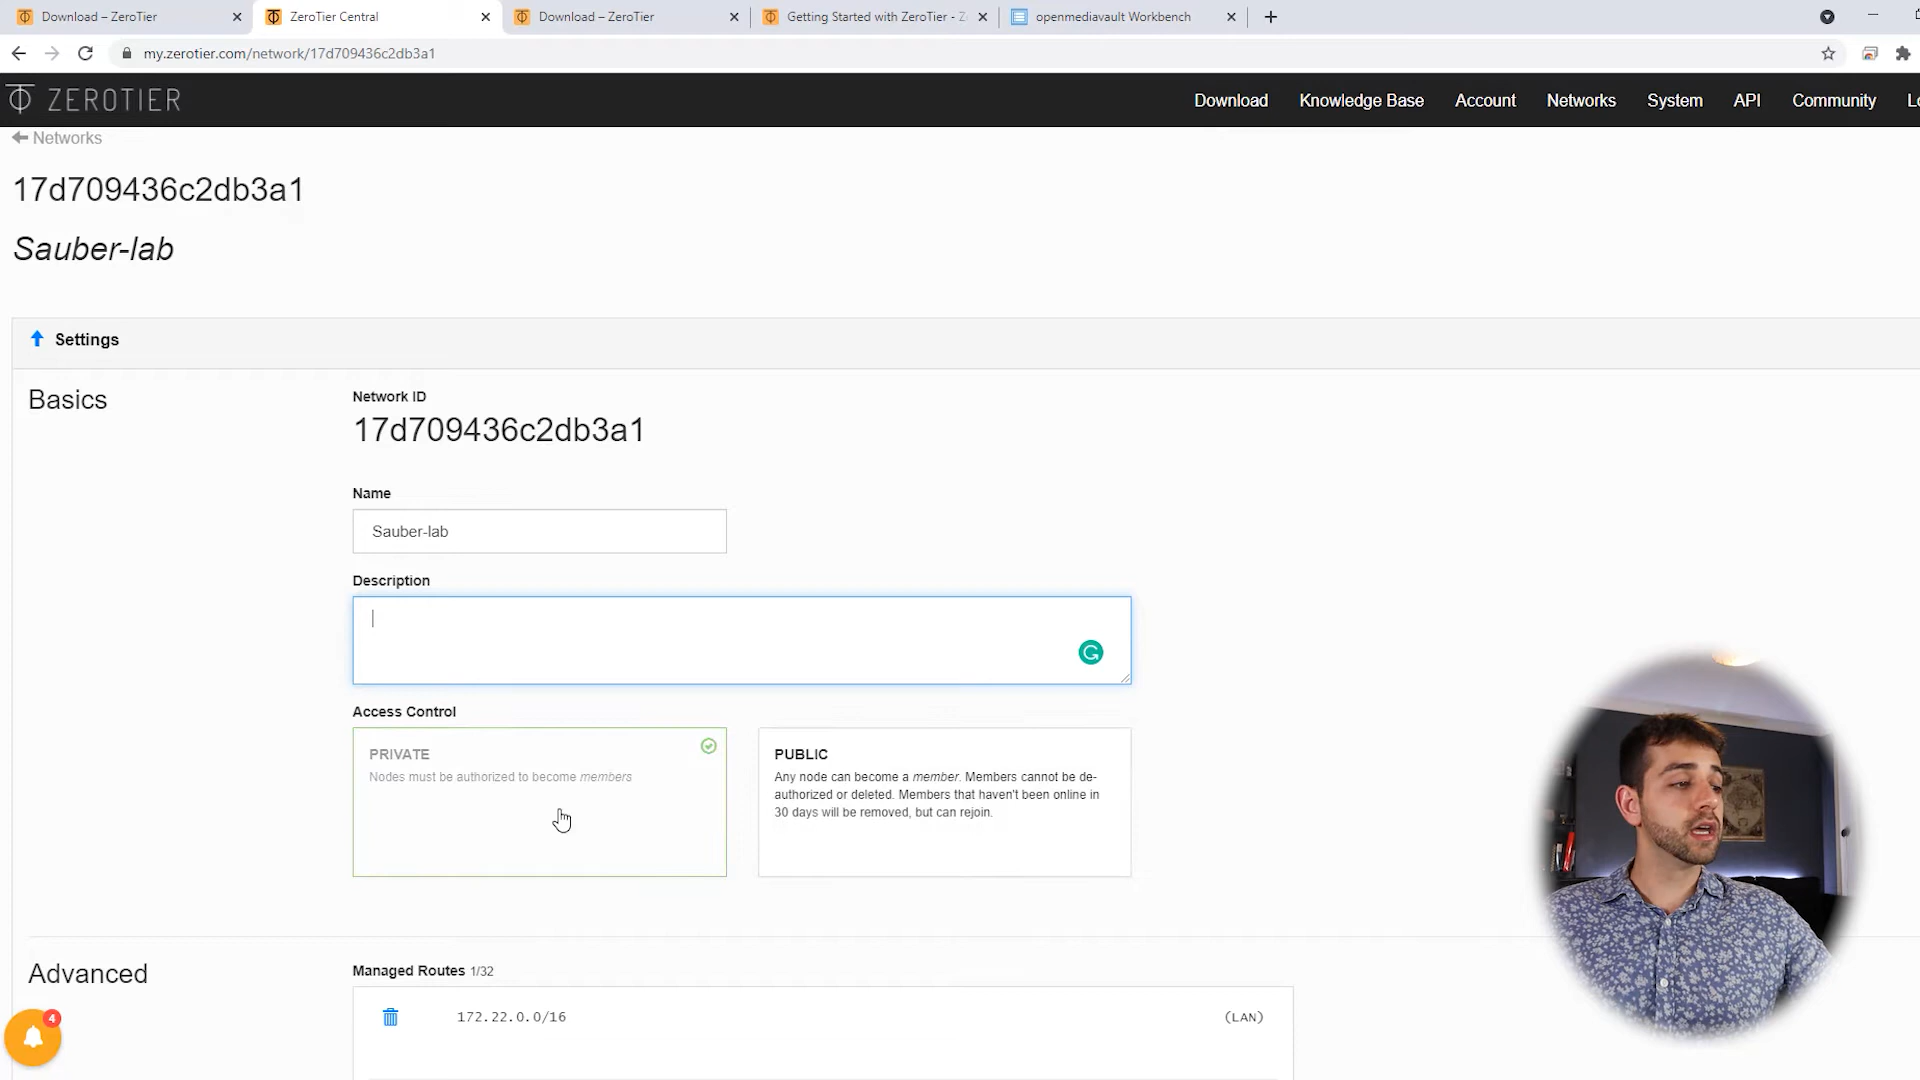 Download – ZeroTier
ZeroTier Central
Download – ZeroTier
Getting Started with ZeroTier - Z
openmediavault Workbench
my.zerotier.com/network/17d709436c2db3a1
ZEROTIER
Download
Knowledge Base
Account
Networks
System
API
Community
Lo
Networks
17d709436c2db3a1
Sauber-lab
Settings
Basics
Network ID
17d709436c2db3a1
Name
Sauber-lab
Description
Access Control
PRIVATE
Nodes must be authorized to become members
PUBLIC
Any node can become a member. Members cannot be de-
authorized or deleted. Members that haven't been online in
30 days will be removed, but can rejoin.
Advanced
Managed Routes 1/32
172.22.0.0/16
(LAN)
4